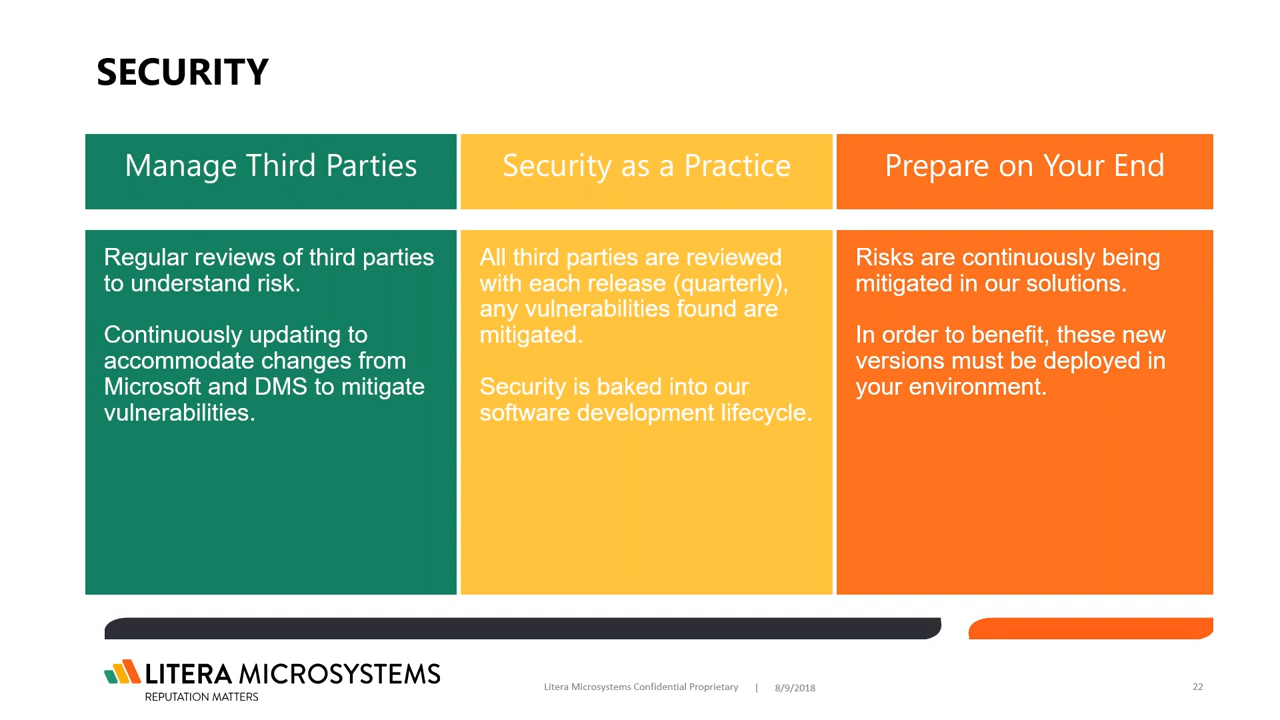 SECURITY
Manage Third Parties
Security as a Practice
Prepare on Your End
Regular reviews of third parties
to understand risk.
Continuously updating to
accommodate changes from
Microsoft and DMS to mitigate
vulnerabilities.
All third parties are reviewed
with each release (quarterly),
any vulnerabilities found are
mitigated.
Security is baked into our
software development lifecycle.
Risks are continuously being
mitigated in our solutions.
In order to benefit, these new
versions must be deployed in
your environment.
LITERA MICROSYSTEMS
REPUTATION MATTERS
Litera Microsystems Confidential Proprietary | 8/9/2018
22